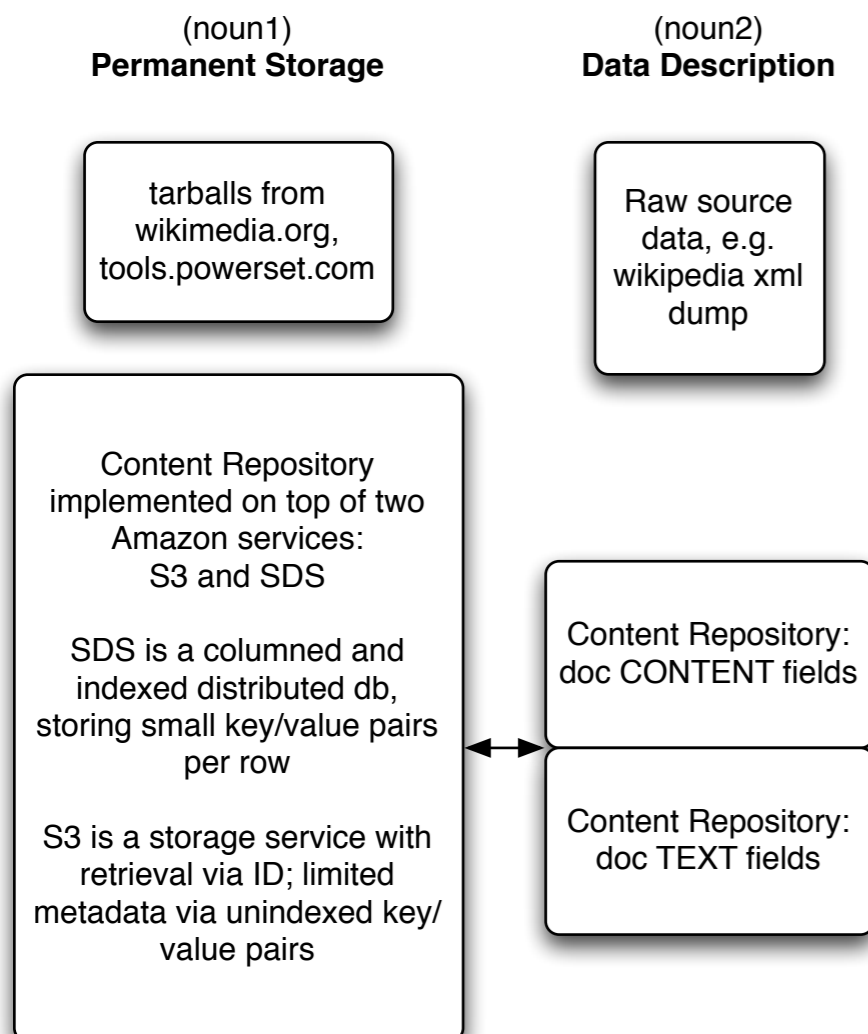 (noun1)
Permanent Storage
(noun2)
Data Description
tarballs from
wikimedia.org,
tools.powerset.com
Raw source
data, e.g.
wikipedia xml
dump
Content Repository
implemented on top of two
Amazon services:
S3 and SDS
SDS is a columned and
indexed distributed db,
storing small key/value pairs
per row
S3 is a storage service with
retrieval via ID; limited
metadata via unindexed key/
value pairs
Content Repository:
doc CONTENT fields
Content Repository:
doc TEXT fields